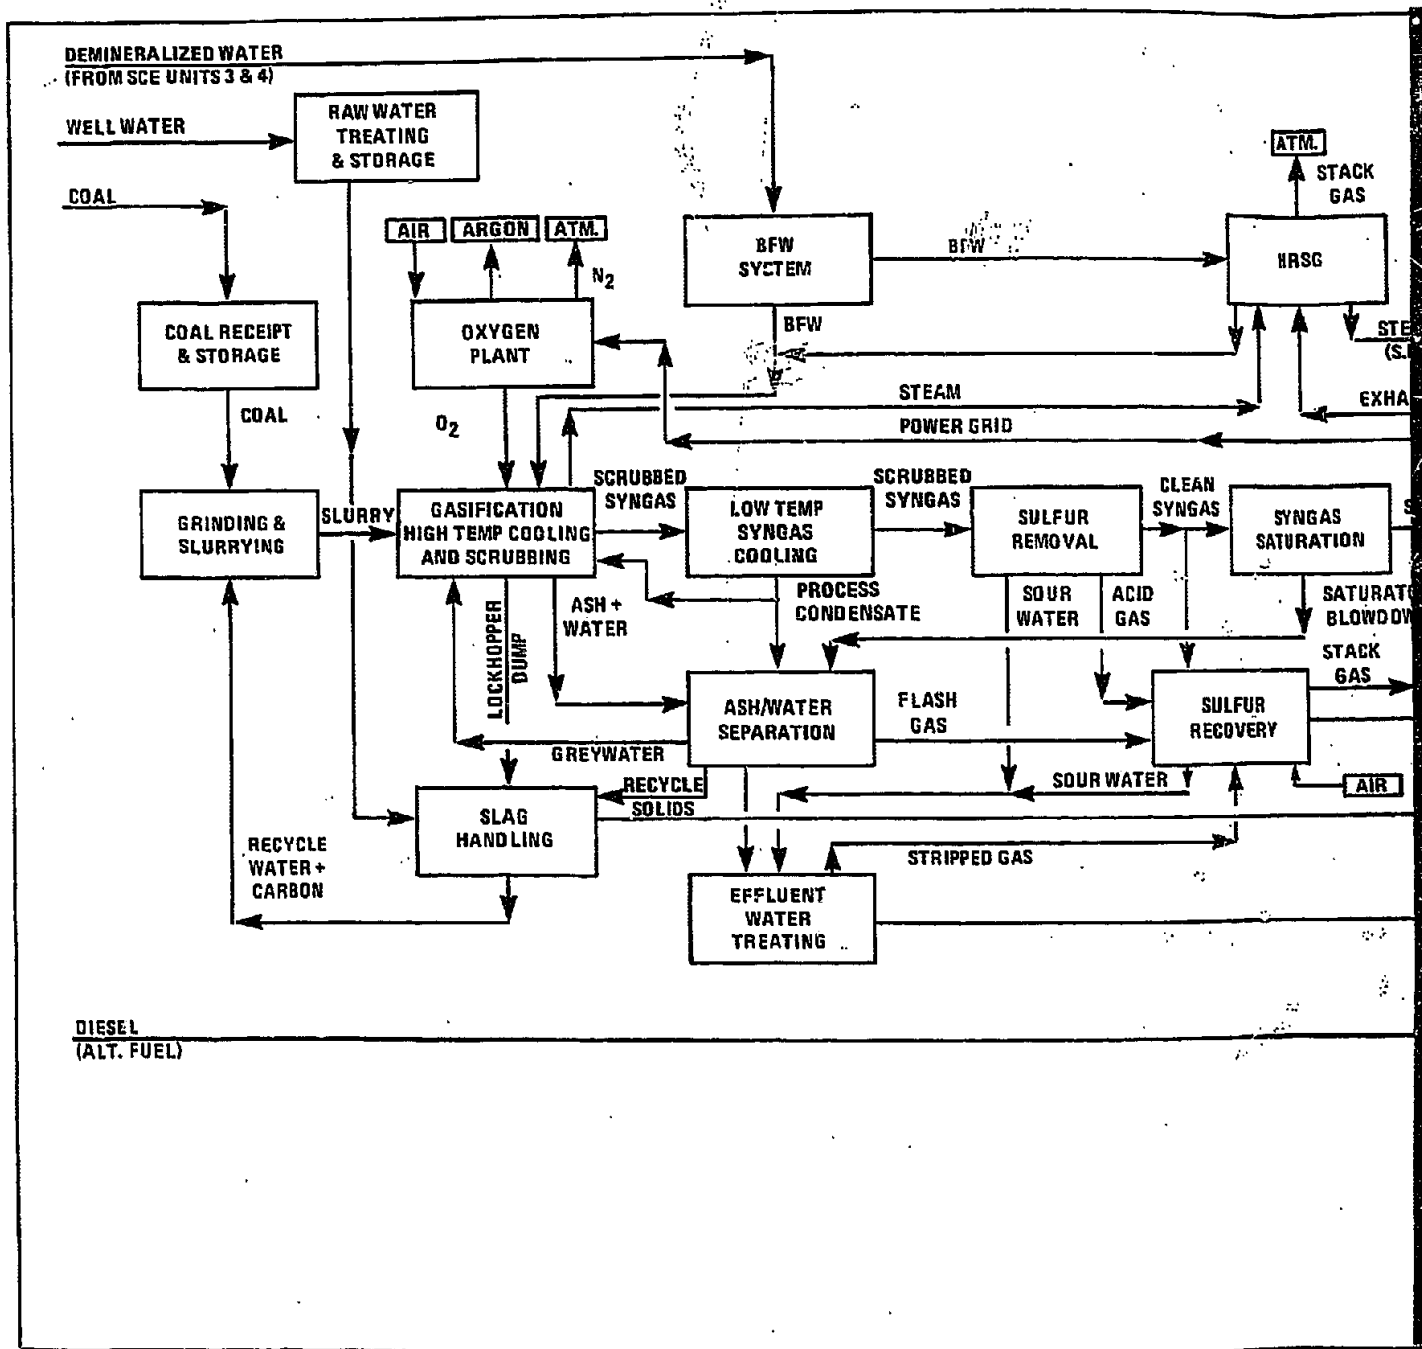 DEMINERALIZED WATER
(FROM SCE UNITS 3 & 4)
WELL WATER
RAW WATER
TREATING
& STORAGE
COAL
AIR
ARGON
ATM.
N2
ATM.
STACK
GAS
BFW
SYSTEM
BFW
HRSG
COAL RECEIPT
& STORAGE
OXYGEN
PLANT
BFW
COAL
O2
STEAM
POWER GRID
GRINDING &
SLURRYING
SLURRY
GASIFICATION
HIGH TEMP COOLING
AND SCRUBBING
SCRUBBED
SYNGAS
LOW TEMP
SYNGAS
COOLING
SCRUBBED
SYNGAS
SULFUR
REMOVAL
CLEAN
SYNGAS
SYNGAS
SATURATION
LOCKHOPPER
DUMP
ASH +
WATER
PROCESS
CONDENSATE
SOUR
WATER
ACID
GAS
STACK
GAS
ASH/WATER
SEPARATION
FLASH
GAS
SULFUR
RECOVERY
GREYWATER
RECYCLE
SOLIDS
SOUR WATER
AIR
SLAG
HANDLING
RECYCLE
WATER +
CARBON
STRIPPED GAS
EFFLUENT
WATER
TREATING
DIESEL
(ALT. FUEL)